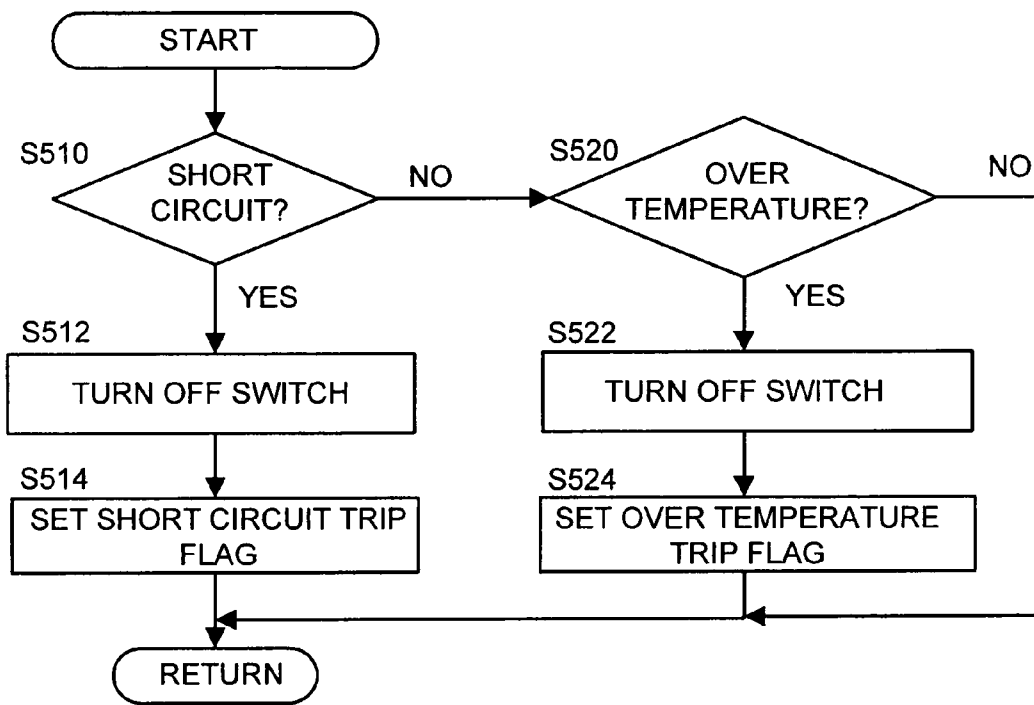 START
S510
SHORT
CIRCUIT?
NO
YES
S512
TURN OFF SWITCH
S514
SET SHORT CIRCUIT TRIP
FLAG
S520
OVER
TEMPERATURE?
NO
YES
S522
TURN OFF SWITCH
S524
SET OVER TEMPERATURE
TRIP FLAG
RETURN